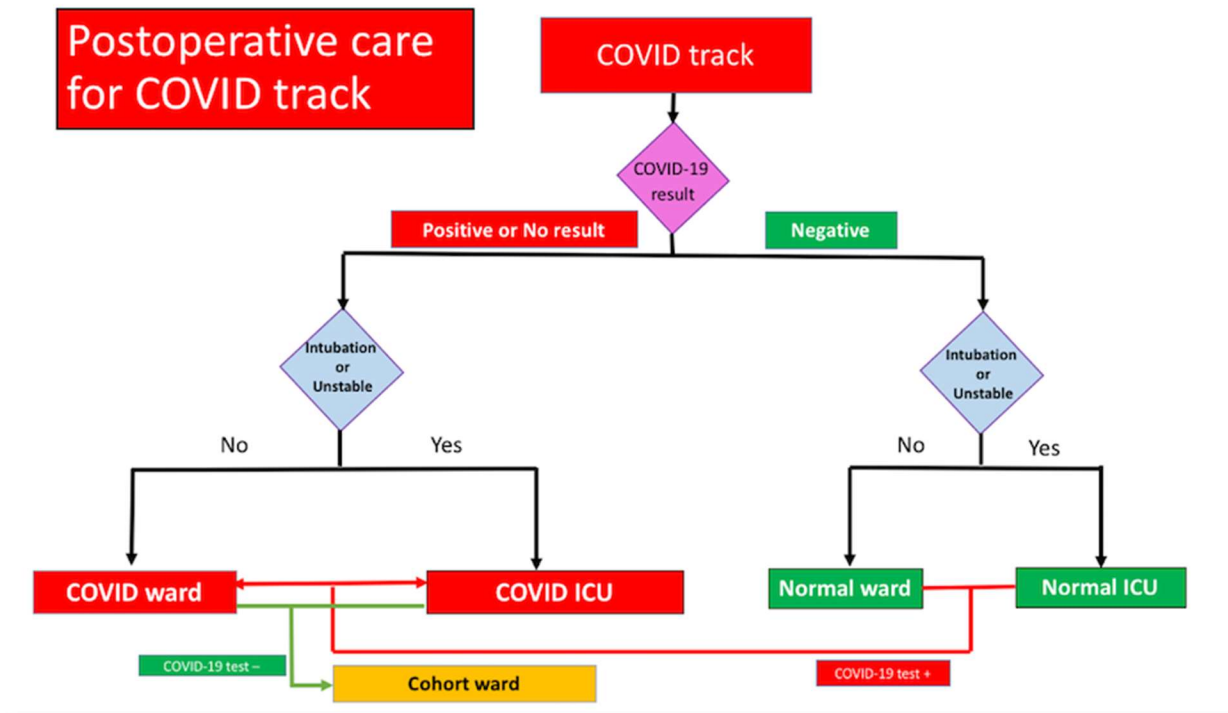 Postoperative care
for COVID track
COVID track
COVID-19
result
Positive or No result
Negative
Intubation
or
Unstable
Intubation
or
Unstable
No
Yes
No
Yes
COVID ward
COVID ICU
Normal ward
Normal ICU
COVID-19 test –
COVID-19 test +
Cohort ward